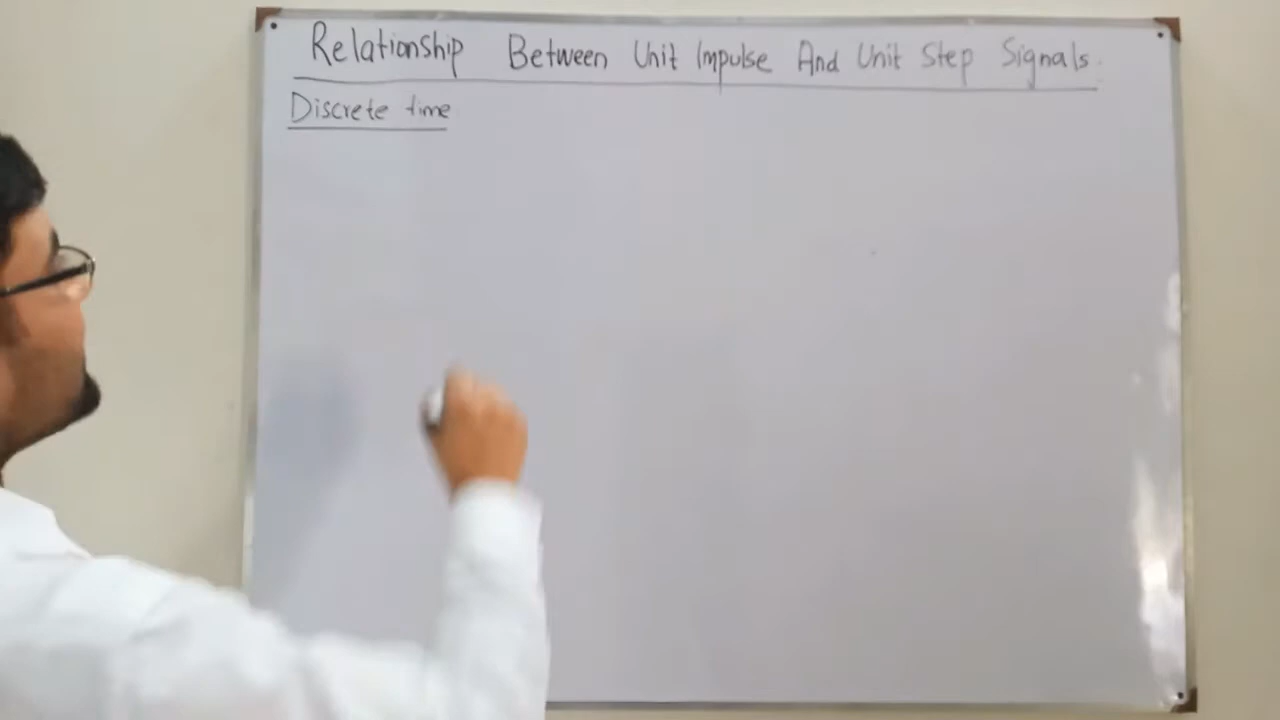 Relationship Between Unit Impulse And Unit Step Signals.
Discrete time